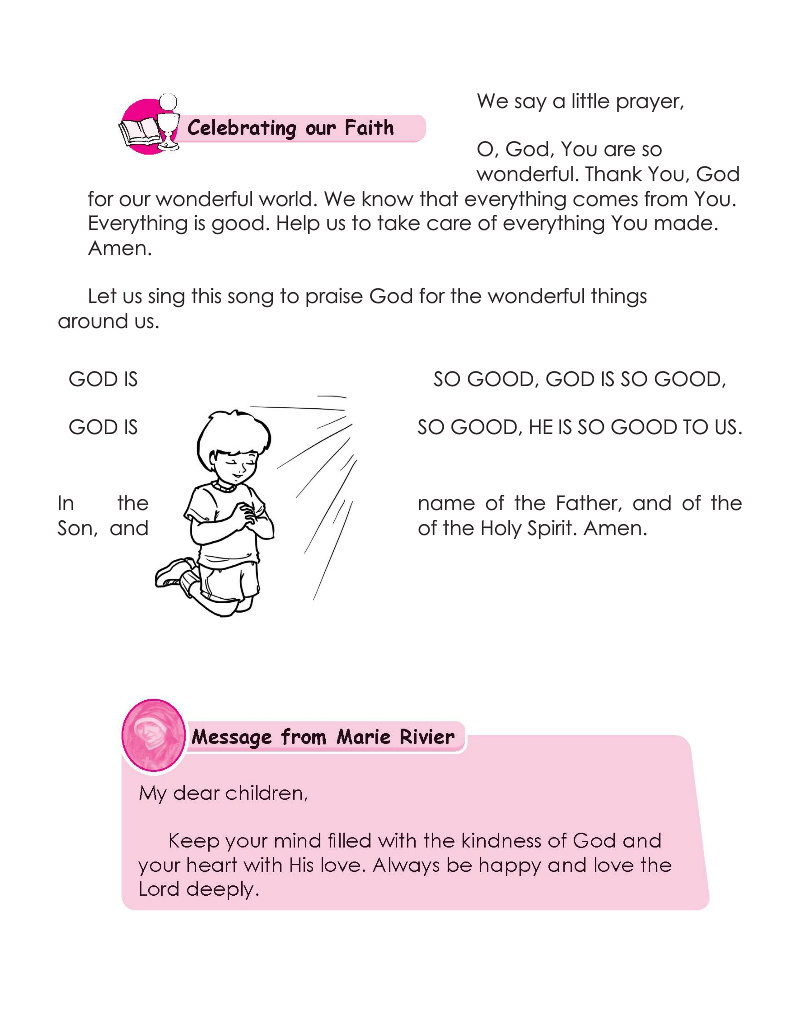 Celebrating our Faith
We say a little prayer,
O, God, You are so
wonderful. Thank You, God
for our wonderful world. We know that everything comes from You.
Everything is good. Help us to take care of everything You made.
Amen.
Let us sing this song to praise God for the wonderful things
around us.
GOD IS SO GOOD, GOD IS SO GOOD,
GOD IS SO GOOD, HE IS SO GOOD TO US.
In the name of the Father, and of the
Son, and of the Holy Spirit. Amen.
Message from Marie Rivier
My dear children,
Keep your mind filled with the kindness of God and
your heart with His love. Always be happy and love the
Lord deeply.